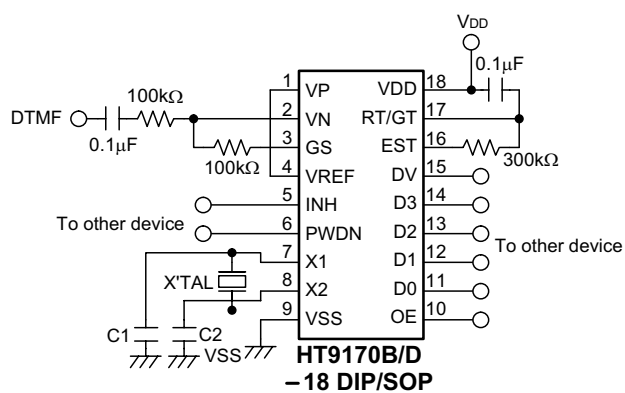 VDD
0.1μF
1 VP VDD 18
100kΩ
DTMF
0.1μF
2 VN RT/GT 17
3 GS EST 16
100kΩ
300kΩ
4 VREF DV 15
5 INH D3 14
To other device
6 PWDN D2 13
To other device
7 X1 D1 12
X'TAL
8 X2 D0 11
9 VSS OE 10
C1
C2
VSS
HT9170B/D
–18 DIP/SOP